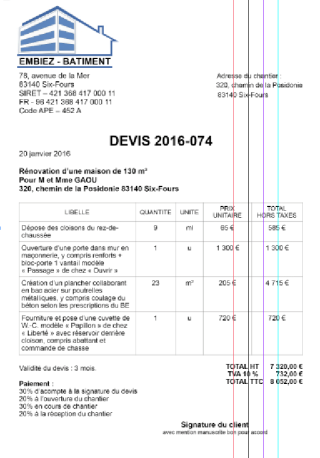 EMBIEZ - BATIMENT
78, avenue de la Mer
83140 Six-Fours
SIRET – 421 368 417 000 11
FR - 96 421 368 417 000 11
Code APE – 452 A
Adresse du chantier :
320, chemin de la Posidonie
83140 Six-Fours
DEVIS 2016-074
20 janvier 2016
Rénovation d'une maison de 130 m²
Pour M et Mme GAOU
320, chemin de la Posidonie 83140 Six-Fours
LIBELLE QUANTITE UNITE PRIX UNITAIRE TOTAL HORS TAXES
Dépose des cloisons du rez-de- 9 ml 65 € 585 €
chaussée
Ouverture d'une porte dans mur en 1 u 1 300 € 1 300 €
maçonnerie, y compris renforts +
bloc-porte 1 vantail modèle
« Passage » de chez « Ouvrir »
Création d'un plancher collaborant 23 m² 205 € 4 715 €
en bac acier sur poutrelles
métalliques, y compris coulage du
béton selon les prescriptions du BE
Fourniture et pose d'une cuvette de 1 u 720 € 720 €
W.-C. modèle « Papillon » de chez
« Liberté » avec réservoir derrière
cloison, compris abattant et
commande de chasse
Validité du devis : 3 mois.
TOTAL HT 7 320,00 €
TVA 10 % 732,00 €
TOTAL TTC 8 052,00 €
Paiement :
30% d'acompte à la signature du devis
20% à l'ouverture du chantier
30% en cours de chantier
20% à la réception du chantier
Signature du client
avec mention manuscrite bon pour accord